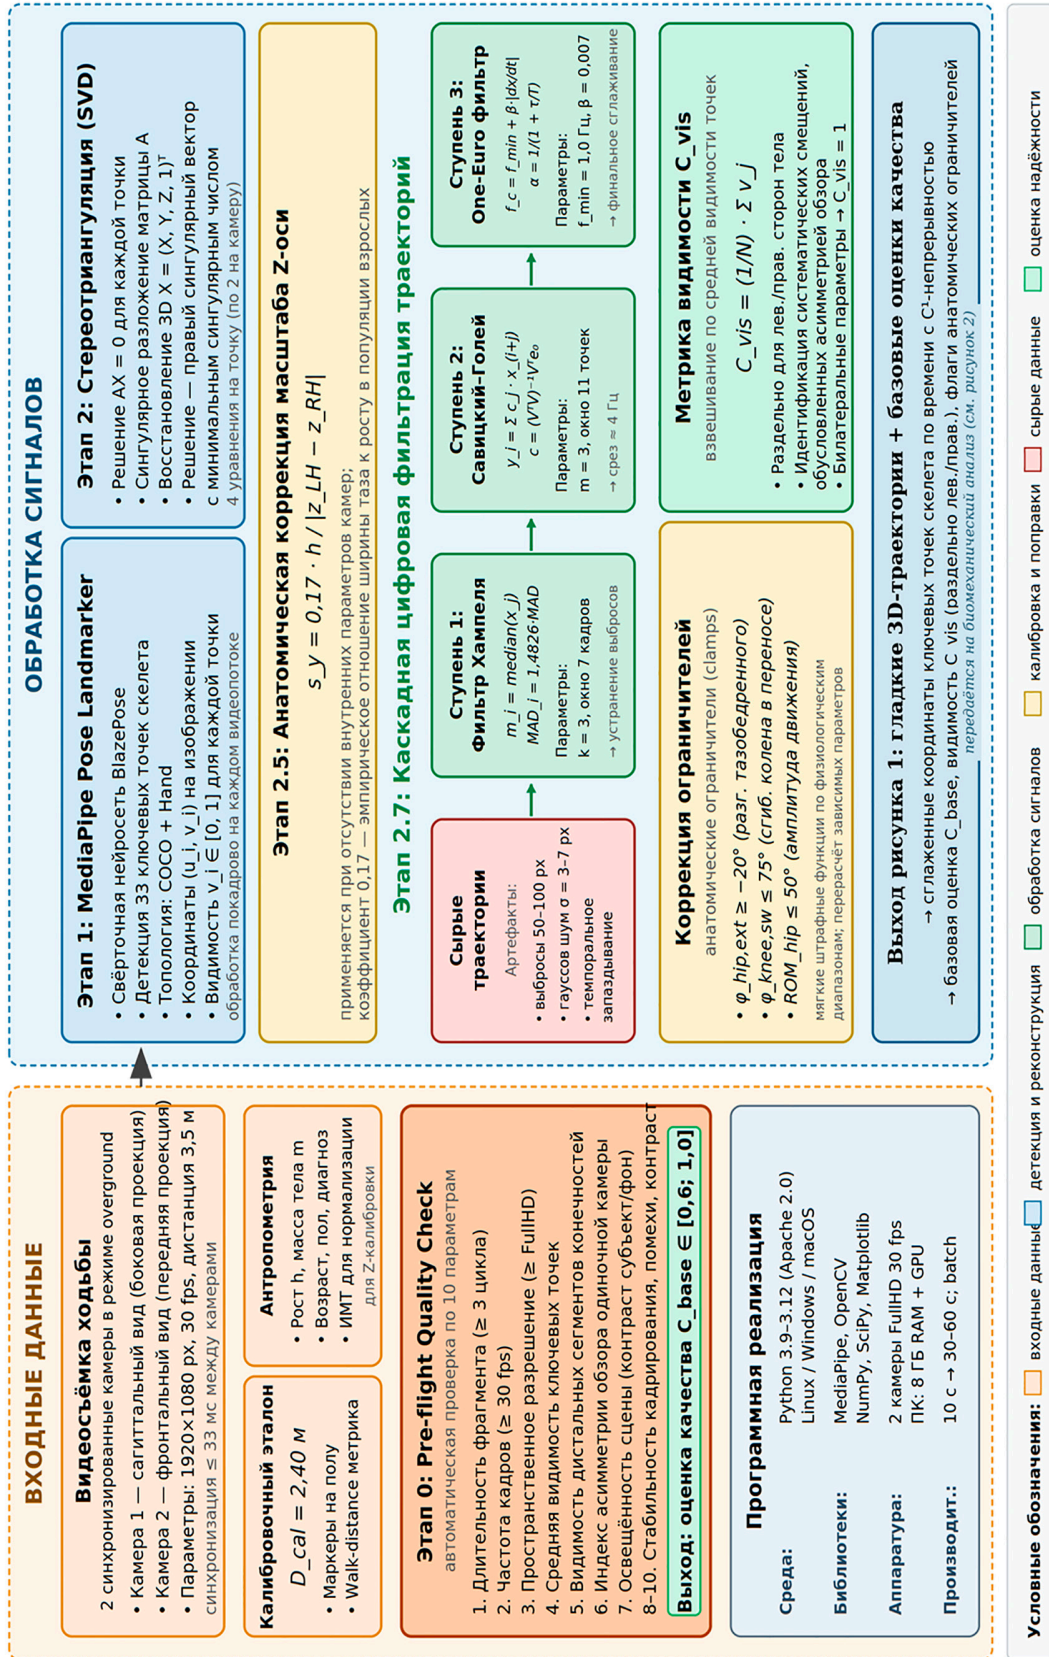 ВХОДНЫЕ ДАННЫЕ
Видеосъёмка ходьбы
2 синхронизированные камеры в режиме overground
• Камера 1 — сагиттальный вид (боковая проекция)
• Камера 2 — фронтальный вид (передняя проекция)
• Параметры: 1920×1080 px, 30 fps, дистанция 3,5 м
синхронизация ≤ 33 мс между камерами
Калибровочный эталон
D_cal = 2,40 м
• Маркеры на полу
• Walk-distance метрика
Антропометрия
• Рост h, масса тела m
• Возраст, пол, диагноз
• ИМТ для нормализации
для Z-калибровки
Этап 0: Pre-flight Quality Check
автоматическая проверка по 10 параметрам
1. Длительность фрагмента (≥ 3 цикла)
2. Частота кадров (≥ 30 fps)
3. Пространственное разрешение (≥ FullHD)
4. Средняя видимость ключевых точек
5. Видимость дистальных сегментов конечностей
6. Индекс асимметрии обзора одиночной камеры
7. Освещённость сцены (контраст субъект/фон)
8–10. Стабильность кадрирования, помехи, контраст
Выход: оценка качества C_base ∈ [0,6; 1,0]
Программная реализация
Среда: Python 3.9–3.12 (Apache 2.0)
Linux / Windows / macOS
Библиотеки: MediaPipe, OpenCV
NumPy, SciPy, Matplotlib
Аппаратура: 2 камеры FullHD 30 fps
ПК: 8 ГБ RAM + GPU
Производит.: 10 с → 30–60 с; batch
ОБРАБОТКА СИГНАЛОВ
Этап 1: MediaPipe Pose Landmarker
• Свёрточная нейросеть BlazePose
• Детекция 33 ключевых точек скелета
• Топология: COCO + Hand
• Координаты (u_i, v_i) на изображении
• Видимость v_i ∈ [0, 1] для каждой точки
обработка покадрово на каждом видеопотоке
Этап 2: Стереотриангуляция (SVD)
• Решение AX = 0 для каждой точки
• Сингулярное разложение матрицы A
• Восстановление 3D X = (X, Y, Z, 1)ᵀ
• Решение — правый сингулярный вектор
с минимальным сингулярным числом
4 уравнения на точку (по 2 на камеру)
Этап 2.5: Анатомическая коррекция масштаба Z-оси
s_y = 0,17 · h / |z_LH − z_RH|
применяется при отсутствии внутренних параметров камер;
коэффициент 0,17 — эмпирическое отношение ширины таза к росту в популяции взрослых
Этап 2.7: Каскадная цифровая фильтрация траекторий
Сырые
траектории
Артефакты:
• выбросы 50–100 px
• гауссов шум σ = 3–7 px
• темпоральное
запаздывание
Ступень 1:
Фильтр Хампеля
m_i = median(x_j)
MAD_i = 1,4826·MAD
Параметры:
k = 3, окно 7 кадров
→ устранение выбросов
Ступень 2:
Савицкий–Голей
y_i = Σ c_j · x_(i+j)
c = (VᵀV)⁻¹Vᵀe₀
Параметры:
m = 3, окно 11 точек
→ срез ≈ 4 Гц
Ступень 3:
One-Euro фильтр
f_c = f_min + β·|dx/dt|
α = 1/(1 + τ/T)
Параметры:
f_min = 1,0 Гц, β = 0,007
→ финальное сглаживание
Коррекция ограничителей
анатомические ограничители (clamps)
• φ_hip,ext ≥ −20° (разг. тазобедренного)
• φ_knee,sw ≤ 75° (сгиб. колена в переносе)
• ROM_hip ≤ 50° (амплитуда движения)
мягкие штрафные функции по физиологическим
диапазонам; перерасчёт зависимых параметров
Метрика видимости C_vis
взвешивание по средней видимости точек
C_vis = (1/N) · Σ v_j
• Раздельно для лев./прав. сторон тела
• Идентификация систематических смещений,
обусловленных асимметрией обзора
• Билатеральные параметры → C_vis = 1
Выход рисунка 1: гладкие 3D-траектории + базовые оценки качества
→ сглаженные координаты ключевых точек скелета по времени с C¹-непрерывностью
→ базовая оценка C_base, видимость C_vis (раздельно лев./прав.), флаги анатомических ограничителей
передаётся на биомеханический анализ (см. рисунок 2)
Условные обозначения: входные данные детекция и реконструкция обработка сигналов калибровка и поправки сырые данные оценка надёжности